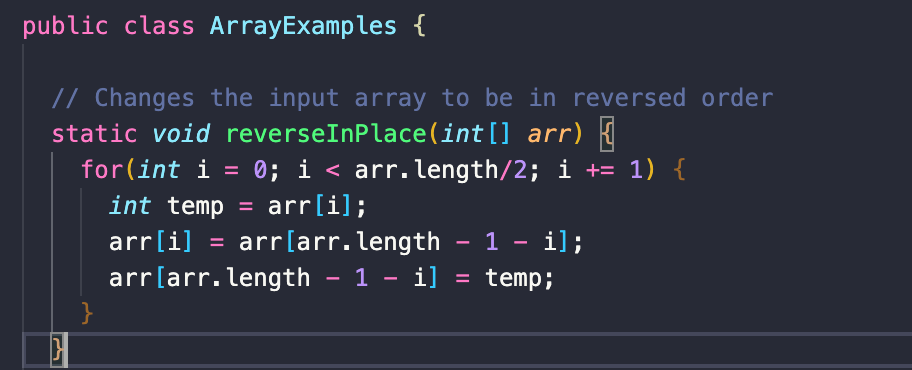 public class ArrayExamples {
// Changes the input array to be in reversed order
static void reverseInPlace(int[] arr) {
for(int i = 0; i < arr.length/2; i += 1) {
int temp = arr[i];
arr[i] = arr[arr.length - 1 - i];
arr[arr.length - 1 - i] = temp;
}
}